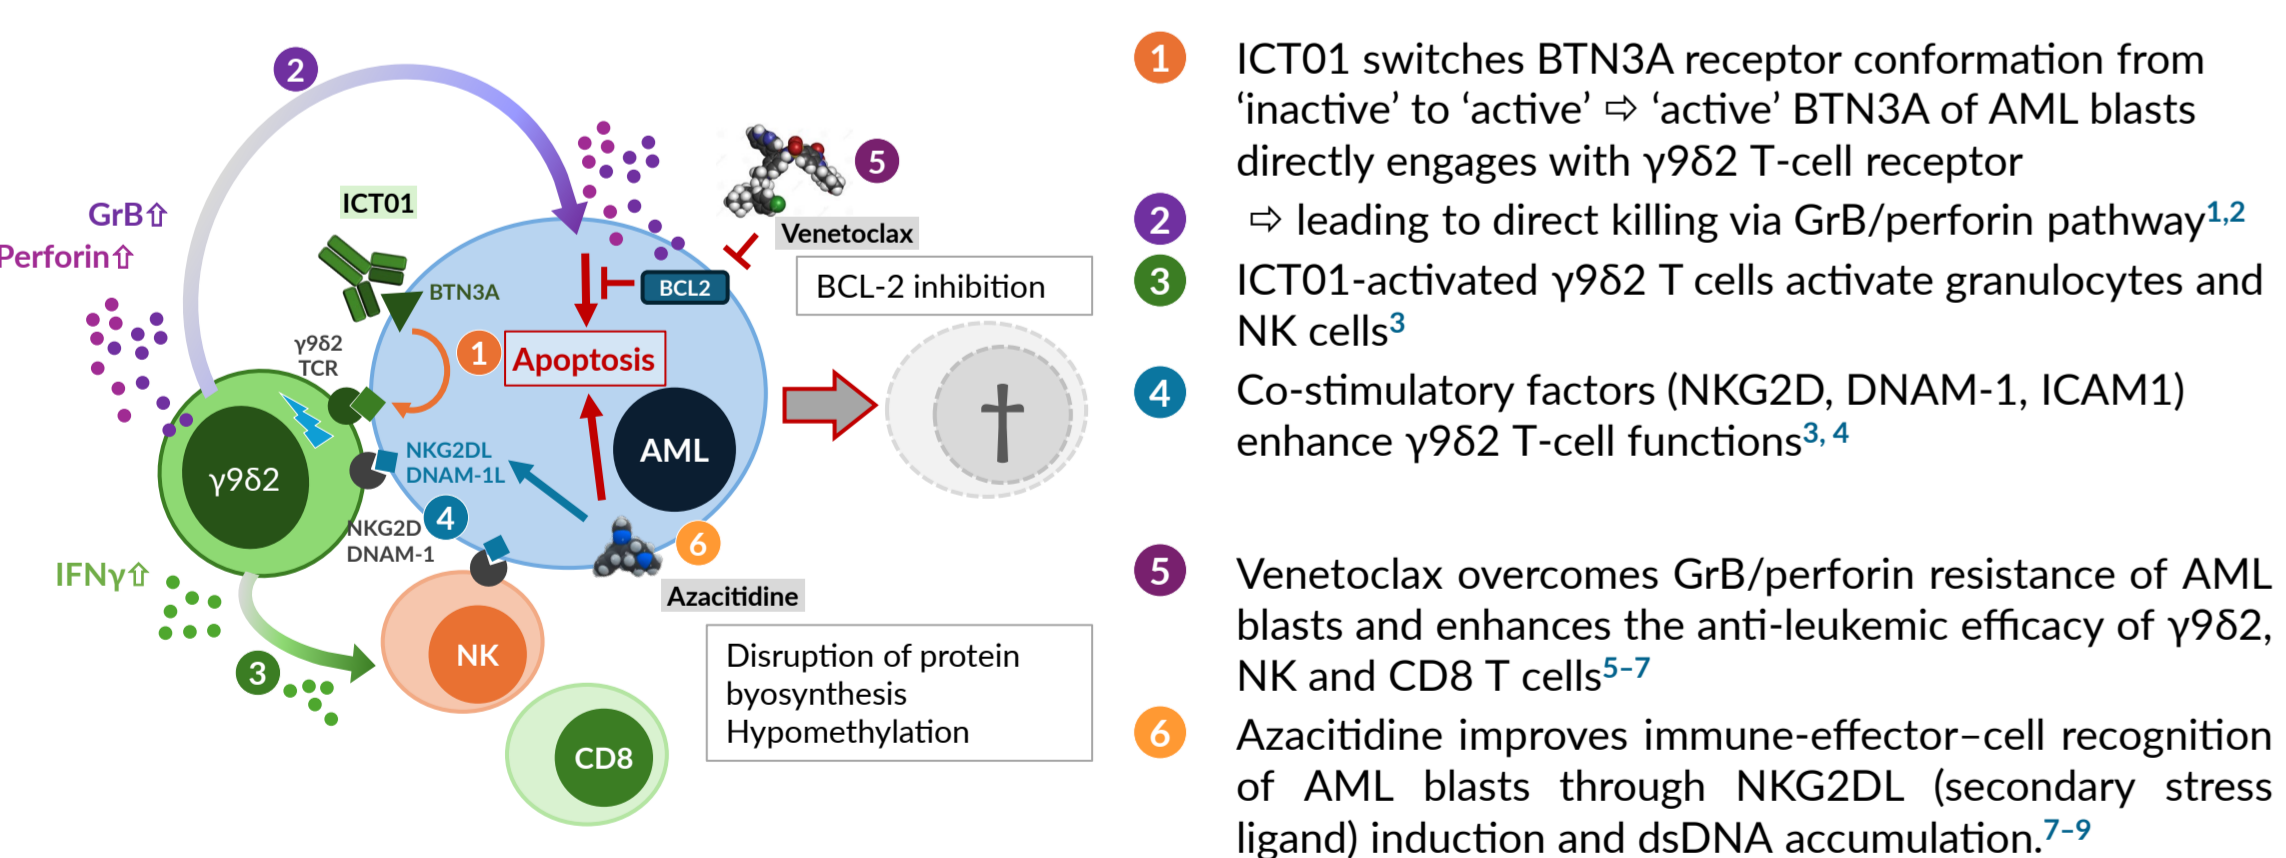 2
ICT01
GrB⇧
Perforin⇧
5
Venetoclax
BCL-2 inhibition
BCL2
BTN3A
γ9δ2
TCR
1
Apoptosis
AML
γ9δ2
NKG2DL
DNAM-1L
4
NKG2D
DNAM-1
6
Azacitidine
IFNγ⇧
3
NK
CD8
Disruption of protein
byosynthesis
Hypomethylation
1 ICT01 switches BTN3A receptor conformation from
‘inactive’ to ‘active’ ⇨ ‘active’ BTN3A of AML blasts
directly engages with γ9δ2 T-cell receptor
2 ⇨ leading to direct killing via GrB/perforin pathway1,2
3 ICT01-activated γ9δ2 T cells activate granulocytes and
NK cells3
4 Co-stimulatory factors (NKG2D, DNAM-1, ICAM1)
enhance γ9δ2 T-cell functions3, 4
5 Venetoclax overcomes GrB/perforin resistance of AML
blasts and enhances the anti-leukemic efficacy of γ9δ2,
NK and CD8 T cells5–7
6 Azacitidine improves immune-effector–cell recognition
of AML blasts through NKG2DL (secondary stress
ligand) induction and dsDNA accumulation.7–9